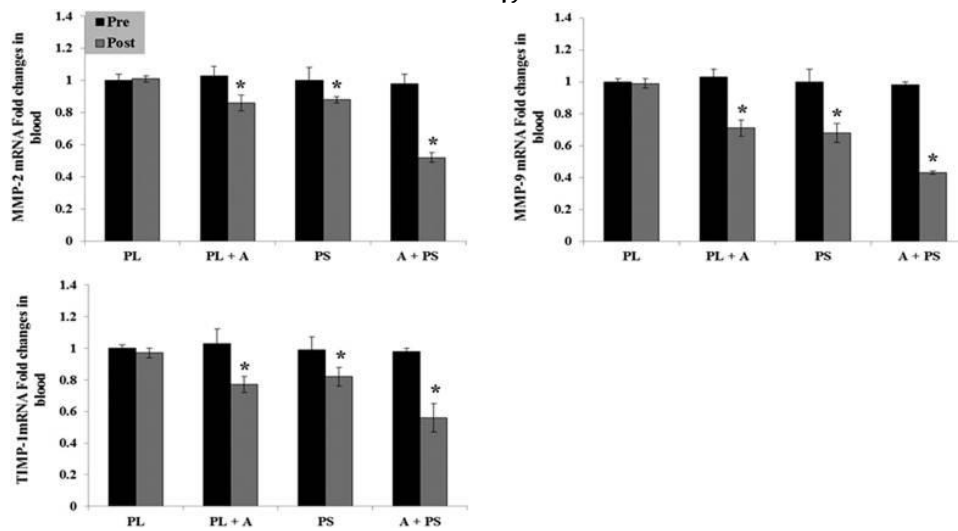 Pre
Post
MMP-2 mRNA Fold changes in
blood
1.4
1.2
1
0.8
0.6
0.4
0.2
0
*
*
*
PL
PL + A
PS
A + PS
MMP-9 mRNA Fold changes in
blood
1.4
1.2
1
0.8
0.6
0.4
0.2
0
*
*
*
PL
PL + A
PS
A + PS
TIMP-1mRNA Fold changes in
blood
1.4
1.2
1
0.8
0.6
0.4
0.2
0
*
*
*
PL
PL + A
PS
A + PS